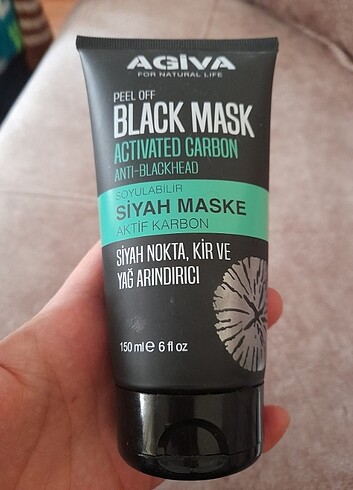 AGiVA
FOR NATURAL LIFE
PEEL OFF
BLACK MASK
ACTIVATED CARBON
ANTI-BLACKHEAD
SOYULABİLİR
SİYAH MASKE
AKTİF KARBON
SİYAH NOKTA, KİR VE
YAĞ ARINDIRICI
150 ml℮ 6 fl oz